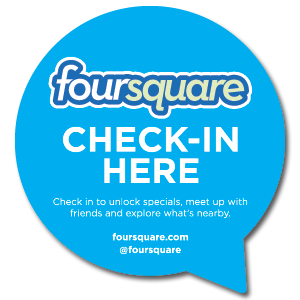 foursquare
CHECK-IN
HERE
Check in to unlock specials, meet up with
friends and explore what's nearby.
foursquare.com
@foursquare